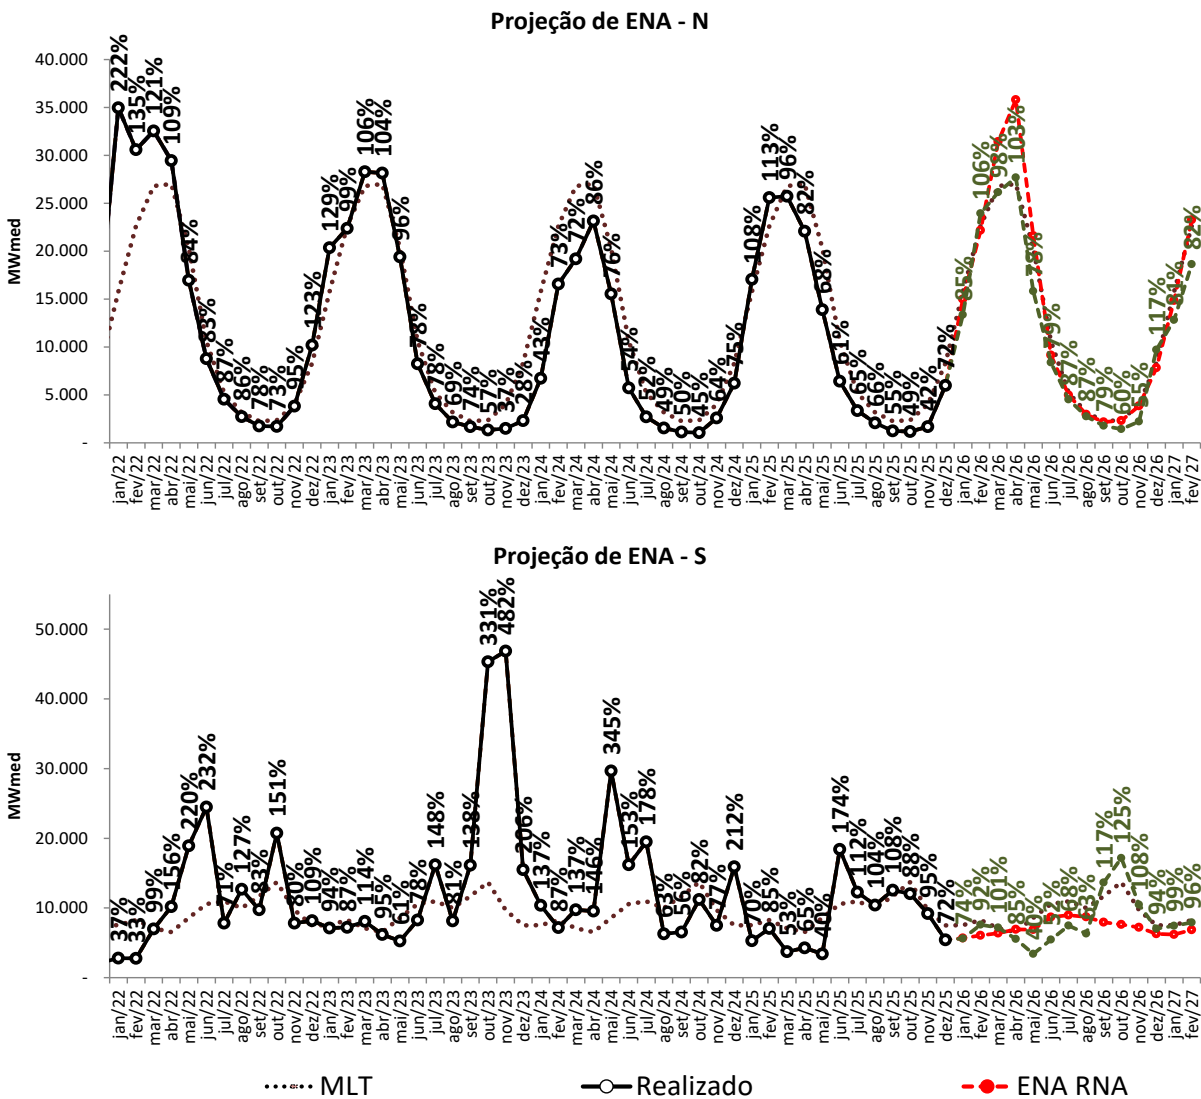 Projeção de ENA - N
MWmed
40.000
35.000
30.000
25.000
20.000
15.000
10.000
5.000
-
222% 135% 121% 109% 84% 83% 87% 86% 78% 73% 95% 123% 129% 99% 106% 104% 96% 78% 78% 69% 74% 57% 37% 28% 43% 73% 72% 86% 76% 54% 52% 49% 50% 45% 64% 75% 108% 113% 96% 82% 68% 61% 65% 66% 55% 49% 42% 72% 85% 106% 98% 103% 79% 87% 87% 79% 60% 55% 117% 81% 82%
jan/22 fev/22 mar/22 abr/22 mai/22 jun/22 jul/22 ago/22 set/22 out/22 nov/22 dez/22 jan/23 fev/23 mar/23 abr/23 mai/23 jun/23 jul/23 ago/23 set/23 out/23 nov/23 dez/23 jan/24 fev/24 mar/24 abr/24 mai/24 jun/24 jul/24 ago/24 set/24 out/24 nov/24 dez/24 jan/25 fev/25 mar/25 abr/25 mai/25 jun/25 jul/25 ago/25 set/25 out/25 nov/25 dez/25 jan/26 fev/26 mar/26 abr/26 mai/26 jun/26 jul/26 ago/26 set/26 out/26 nov/26 dez/26 jan/27 fev/27
Projeção de ENA - S
MWmed
50.000
40.000
30.000
20.000
10.000
-
37% 33% 99% 156% 220% 232% 71% 127% 83% 151% 80% 109% 94% 87% 114% 95% 61% 78% 148% 81% 138% 331% 482% 206% 137% 87% 137% 146% 345% 153% 178% 63% 56% 82% 77% 212% 70% 85% 53% 65% 40% 174% 112% 104% 108% 88% 95% 72% 74% 92% 101% 85% 40% 52% 68% 63% 117% 125% 108% 94% 99% 96%
jan/22 fev/22 mar/22 abr/22 mai/22 jun/22 jul/22 ago/22 set/22 out/22 nov/22 dez/22 jan/23 fev/23 mar/23 abr/23 mai/23 jun/23 jul/23 ago/23 set/23 out/23 nov/23 dez/23 jan/24 fev/24 mar/24 abr/24 mai/24 jun/24 jul/24 ago/24 set/24 out/24 nov/24 dez/24 jan/25 fev/25 mar/25 abr/25 mai/25 jun/25 jul/25 ago/25 set/25 out/25 nov/25 dez/25 jan/26 fev/26 mar/26 abr/26 mai/26 jun/26 jul/26 ago/26 set/26 out/26 nov/26 dez/26 jan/27 fev/27
MLT Realizado ENA RNA